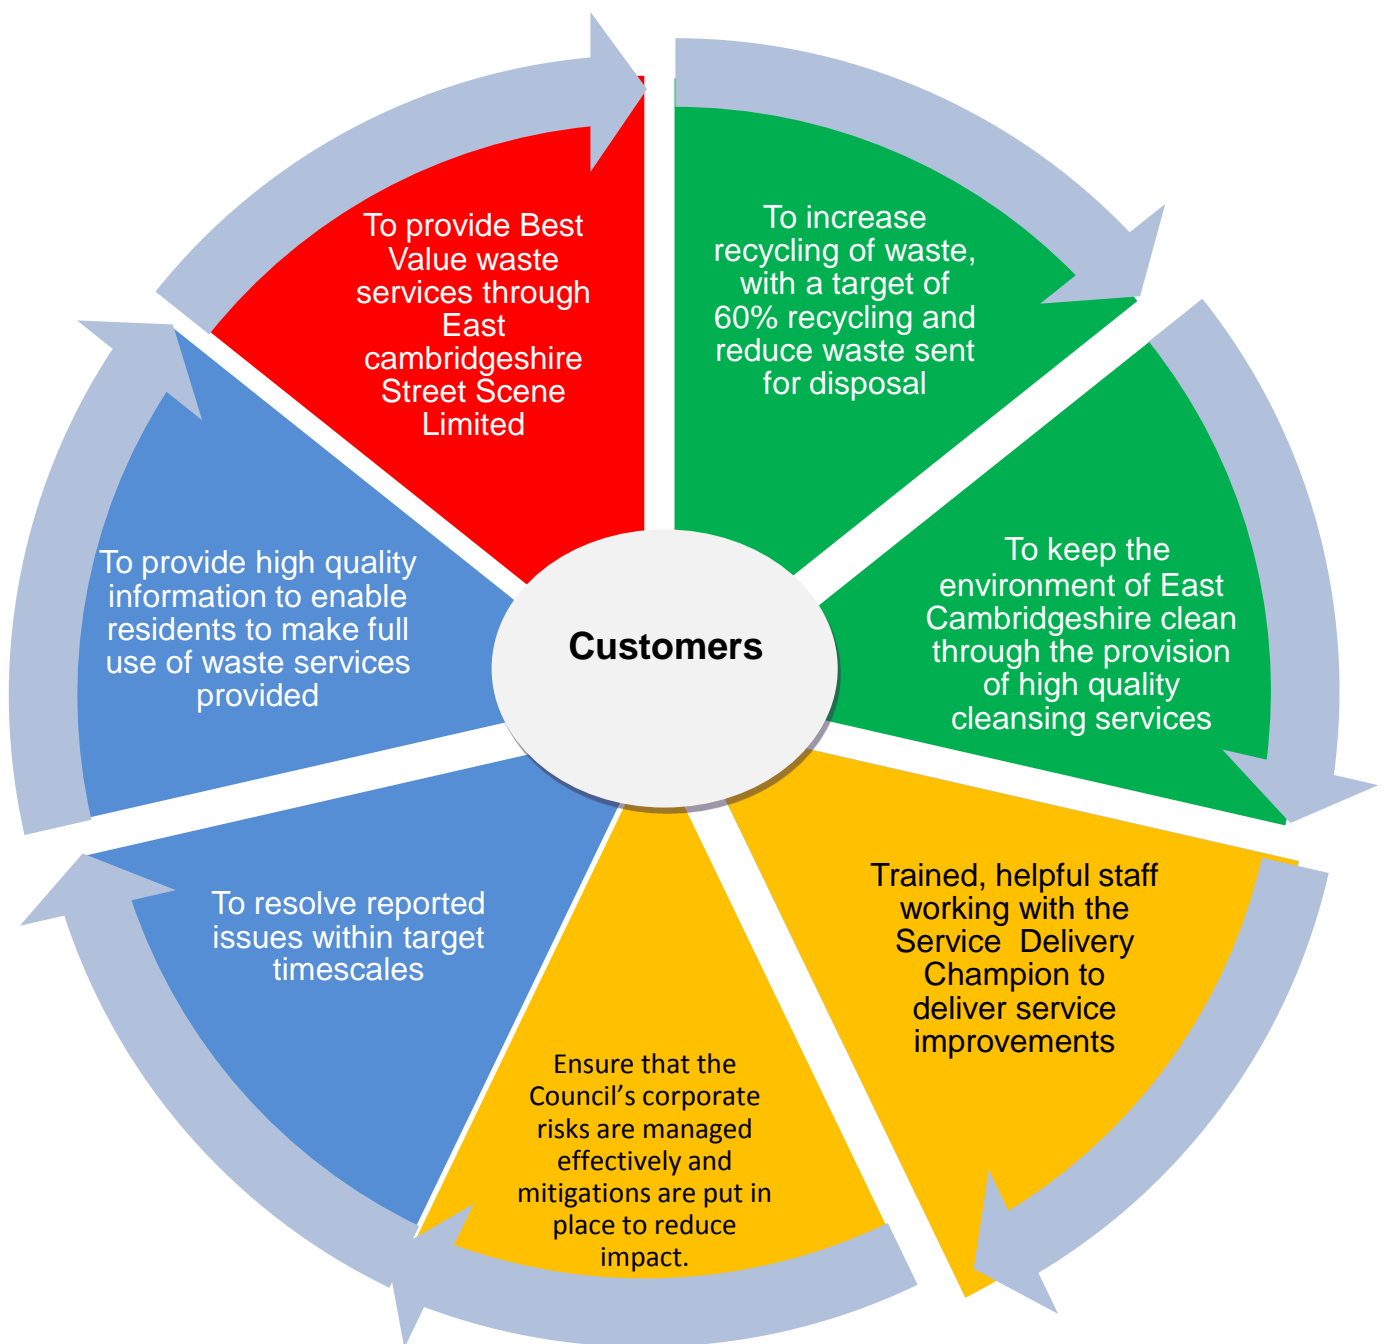 To provide Best
Value waste
services through
East
cambridgeshire
Street Scene
Limited
To increase
recycling of waste,
with a target of
60% recycling and
reduce waste sent
for disposal
To keep the
environment of East
Cambridgeshire clean
through the provision
of high quality
cleansing services
Trained, helpful staff
working with the
Service  Delivery
Champion to
deliver service
improvements
Ensure that the
Council’s corporate
risks are managed
effectively and
mitigations are put in
place to reduce
impact.
To resolve reported
issues within target
timescales
To provide high quality
information to enable
residents to make full
use of waste services
provided
Customers